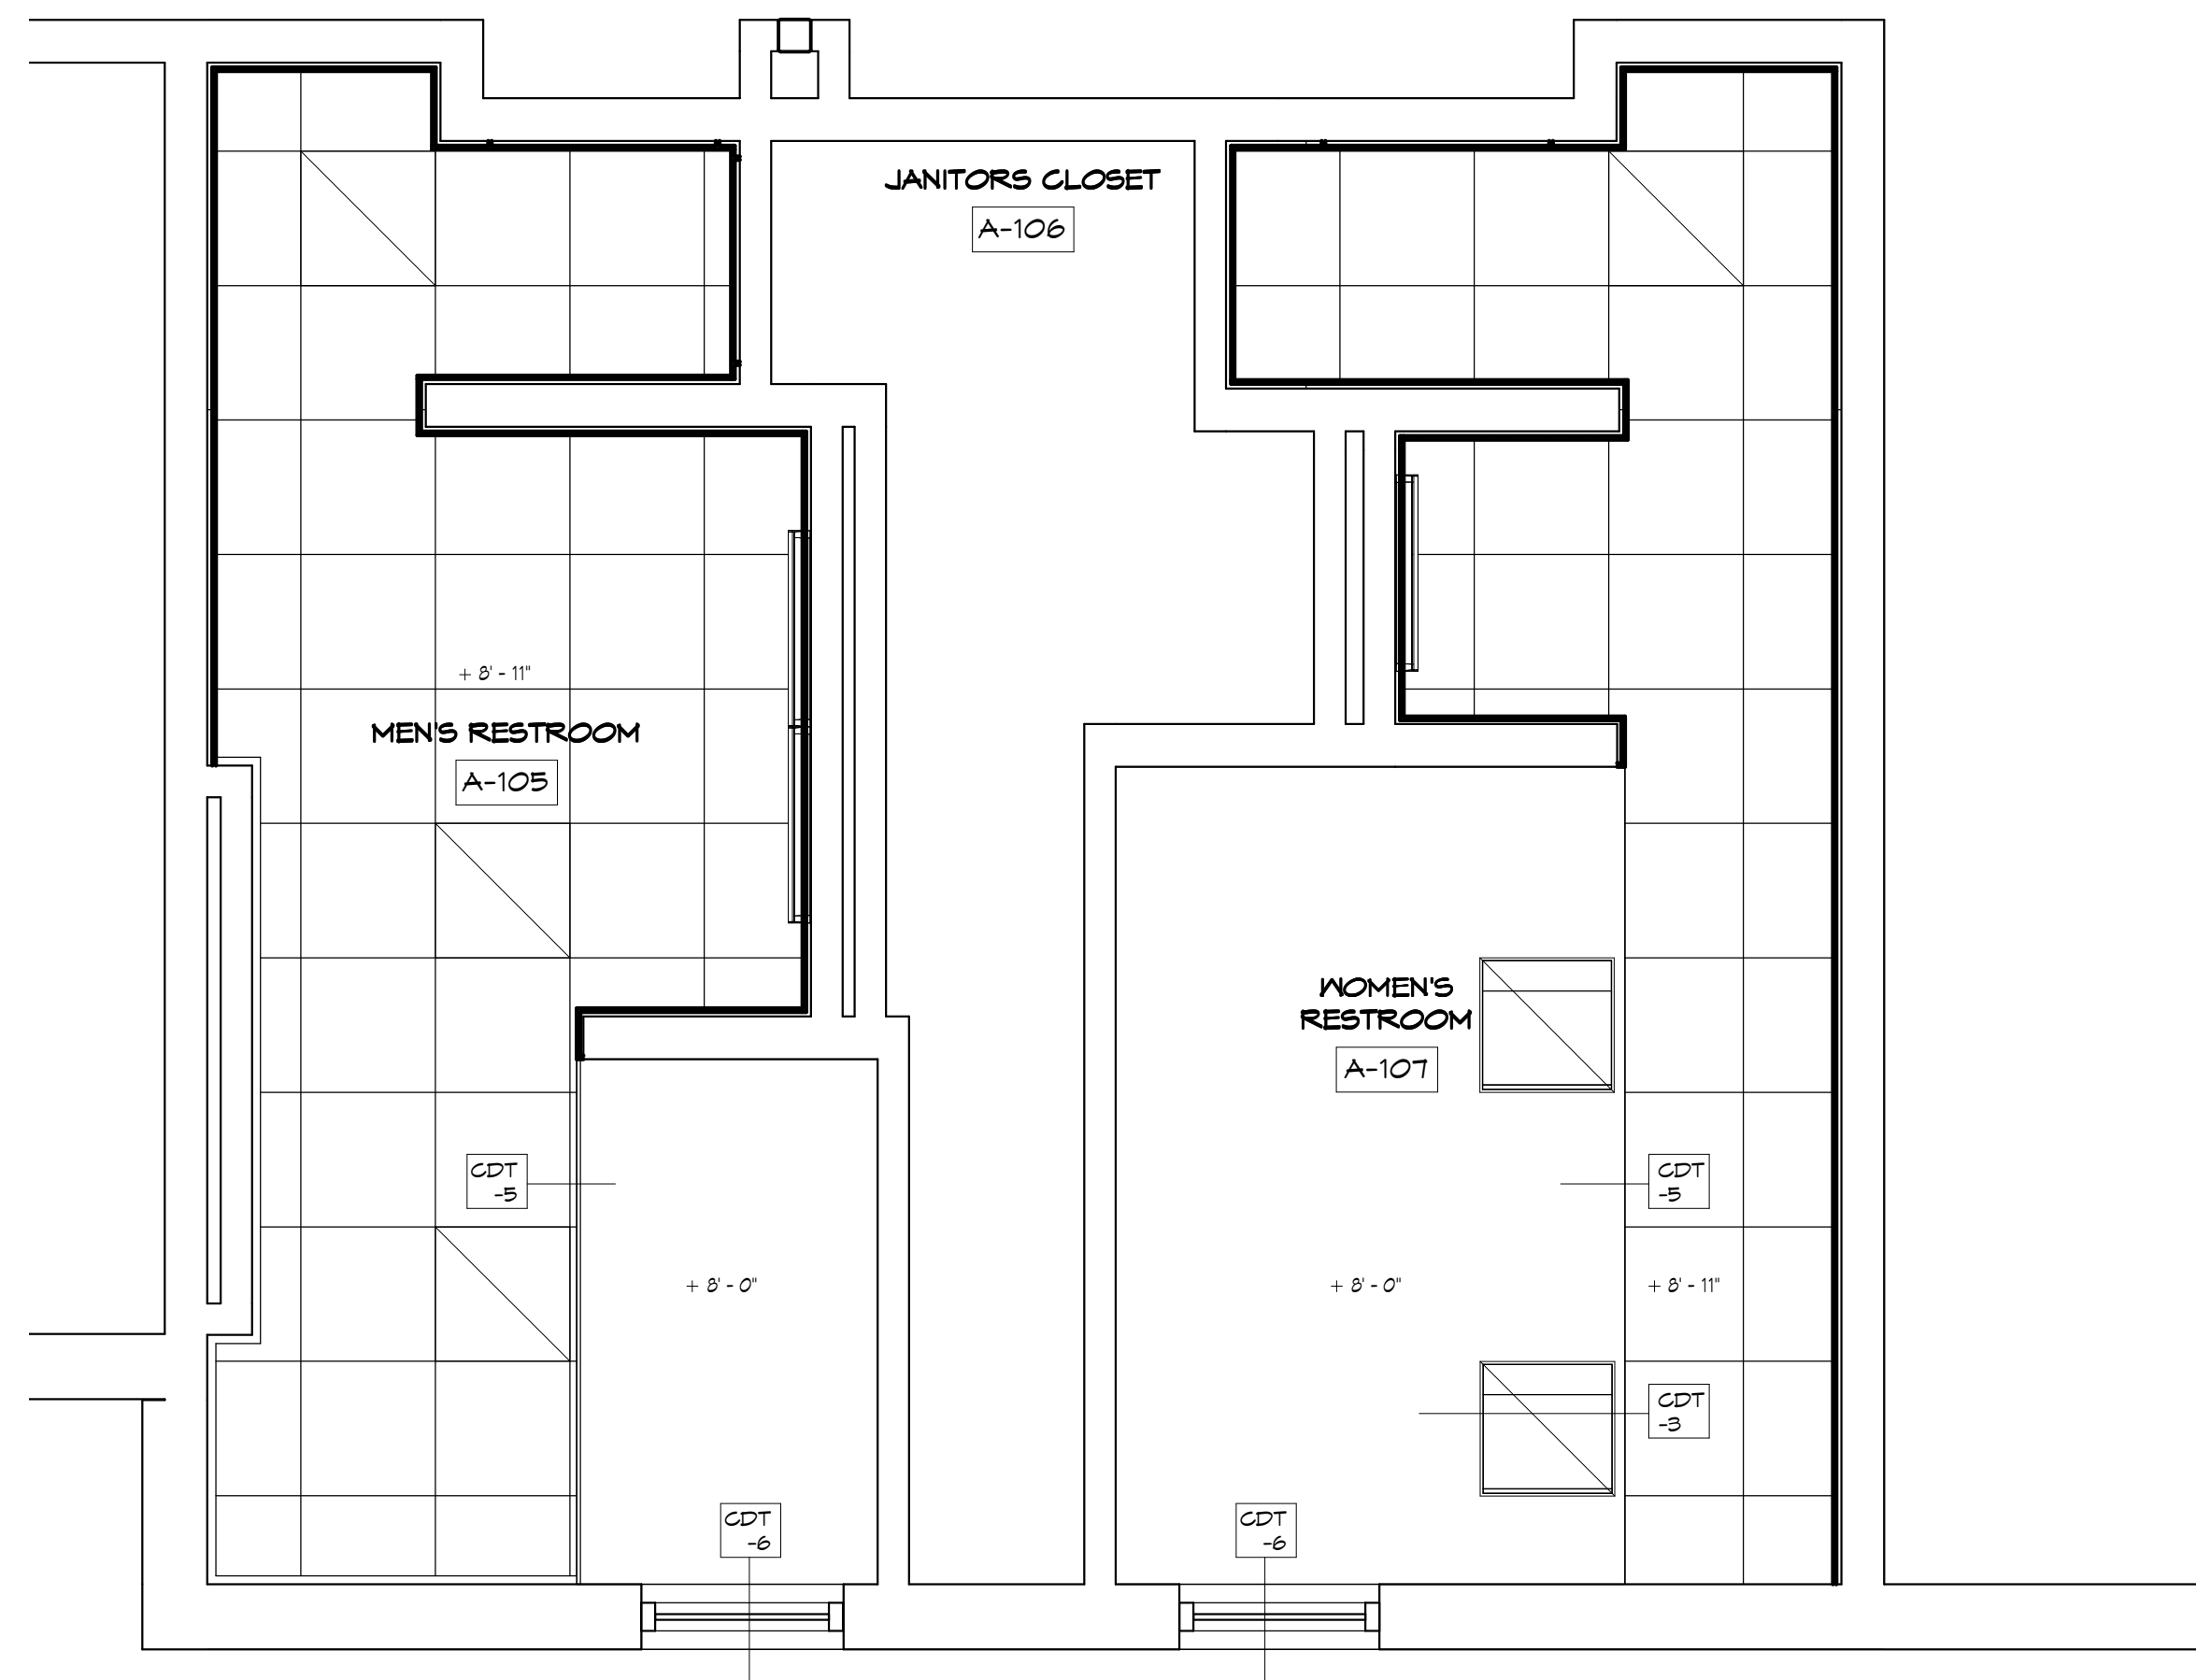 JANITORS CLOSET
A-106
+ 8' - 11"
MEN'S RESTROOM
A-105
WOMEN'S
RESTROOM
A-107
CDT
-5
CDT
-5
+ 8' - 0"
+ 8' - 0"
+ 8' - 11"
CDT
-3
CDT
-6
CDT
-6